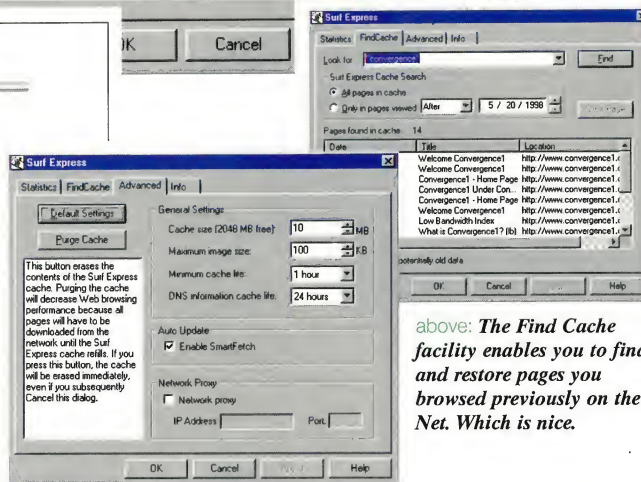 OK
Cancel
Surf Express
Statistics FindCache Advanced Info
Look for convergence Find
Surf Express Cache Search
All pages in cache
Only in pages viewed After 5 / 20 / 1998
Pages found in cache: 14
Date Title Location
Welcome Convergence1 http://www.convergence1.c
Welcome Convergence1 http://www.convergence1.c
Convergence1 - Home Page http://www.convergence1.c
Convergence1 Under Con... http://www.convergence1.c
Convergence1 - Home Page http://www.convergence1.c
Welcome Convergence1 http://www.convergence1.c
Low Bandwidth Index http://www.convergence1.c
What is Convergence1? (lb) http://www.convergence1.c
potentially old data
OK Cancel Help
Surf Express
Statistics FindCache Advanced Info
Default Settings
Purge Cache
This button erases the
contents of the Surf Express
cache. Purging the cache
will decrease Web browsing
performance because all
pages will have to be
downloaded from the
network until the Surf
Express cache refills. If you
press this button, the cache
will be erased immediately,
even if you subsequently
Cancel this dialog.
General Settings
Cache size (2048 MB free): 10 MB
Maximum image size: 100 KB
Minimum cache life: 1 hour
DNS information cache life: 24 hours
Auto Update
Enable SmartFetch
Network Proxy
Network proxy
IP Address Port
OK Cancel Help
above: The Find Cache
facility enables you to find
and restore pages you
browsed previously on the
Net. Which is nice.